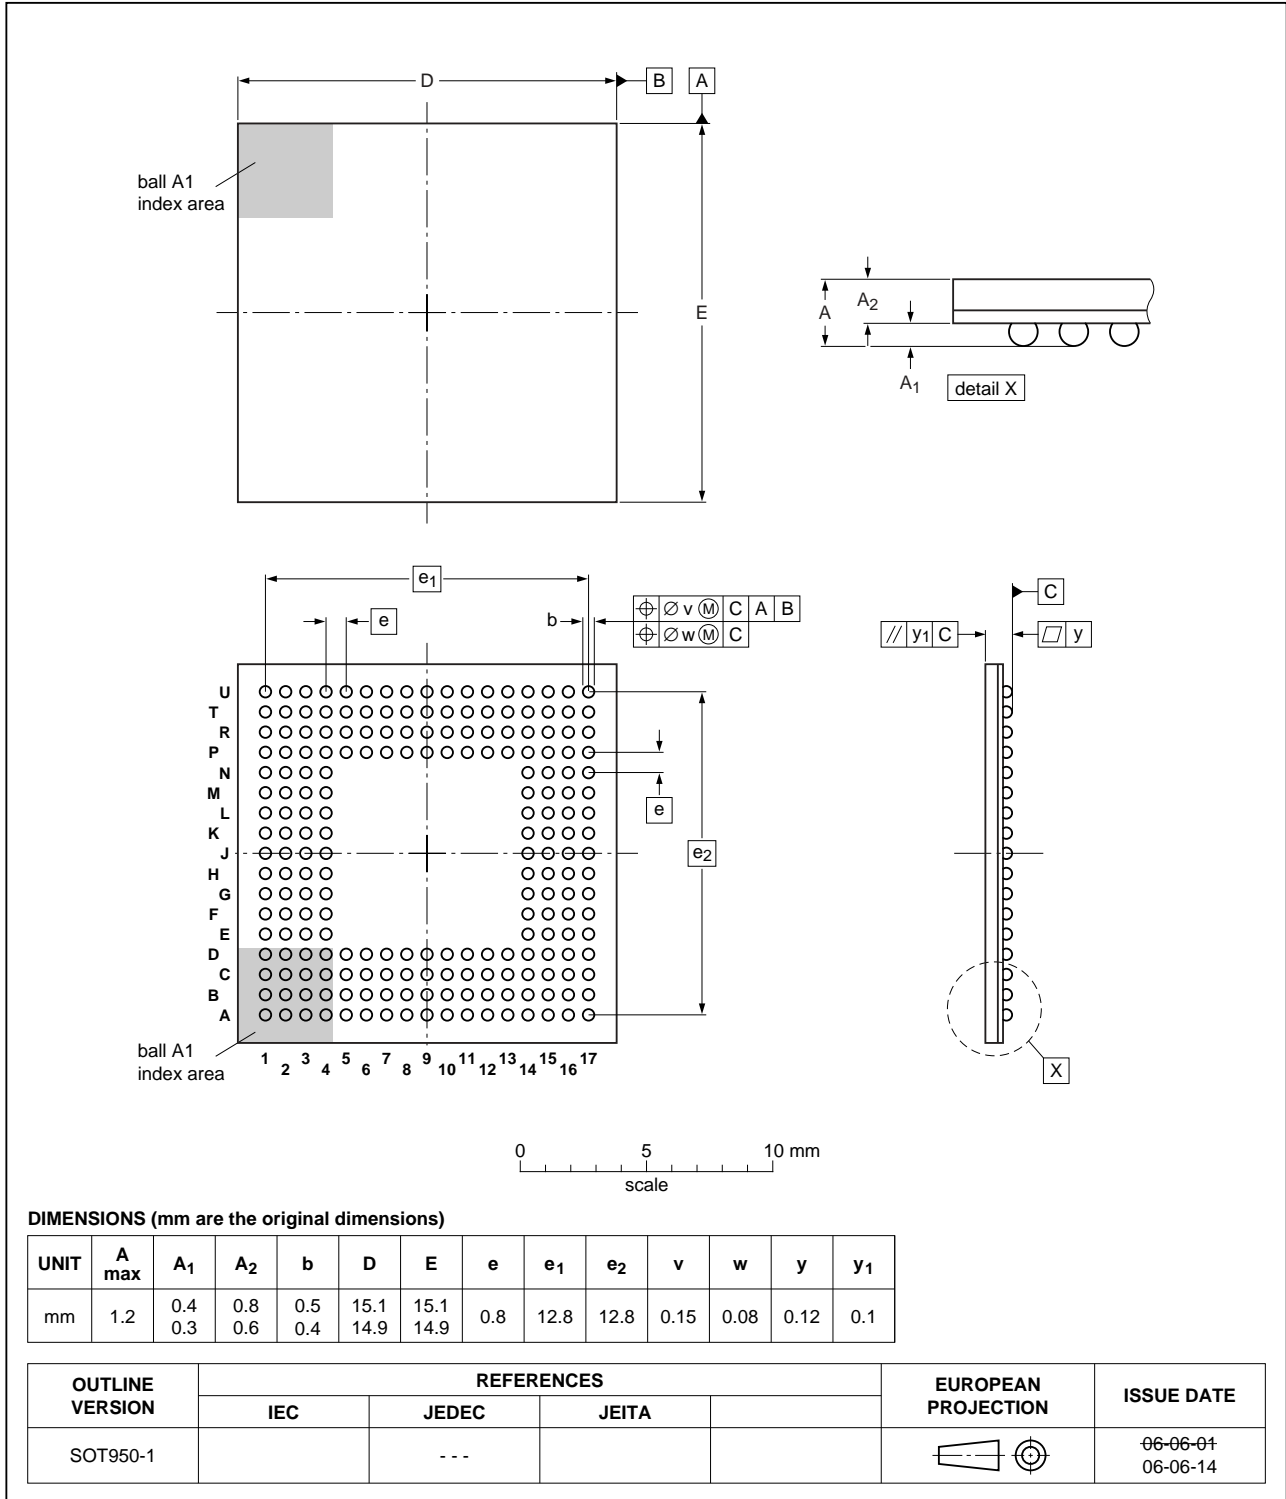 D
B A
ball A1
index area
E
A
A2
A1
detail X
e1
e
b
Ø v M C A B
Ø w M C
C
// y1 C
y
U
T
R
P
N
M
L
K
J
H
G
F
E
D
C
B
A
e
e2
ball A1
index area
1 2 3 4 5 6 7 8 9 10 11 12 13 14 15 16 17
X
0 5 10 mm
scale
DIMENSIONS (mm are the original dimensions)
UNIT A max A1 A2 b D E e e1 e2 v w y y1
mm 1.2 0.4 0.3 0.8 0.6 0.5 0.4 15.1 14.9 15.1 14.9 0.8 12.8 12.8 0.15 0.08 0.12 0.1
OUTLINE VERSION REFERENCES EUROPEAN PROJECTION ISSUE DATE
IEC JEDEC JEITA
SOT950-1 - - - 06-06-01
06-06-14